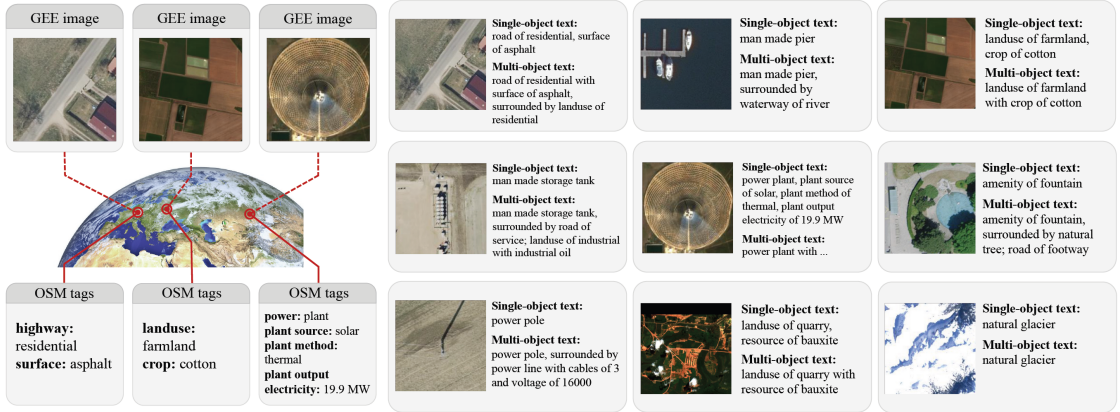 GEE image
GEE image
GEE image
OSM tags
highway:
residential
surface: asphalt
OSM tags
landuse:
farmland
crop: cotton
OSM tags
power: plant
plant source: solar
plant method:
thermal
plant output
electricity: 19.9 MW
Single-object text:
road of residential, surface
of asphalt
Multi-object text:
road of residential with
surface of asphalt,
surrounded by landuse of
residential
Single-object text:
man made pier
Multi-object text:
man made pier,
surrounded by
waterway of river
Single-object text:
landuse of farmland,
crop of cotton
Multi-object text:
landuse of farmland
with crop of cotton
Single-object text:
man made storage tank
Multi-object text:
man made storage tank,
surrounded by road of
service; landuse of industrial
with industrial oil
Single-object text:
power plant, plant source
of solar, plant method of
thermal, plant output
electricity of 19.9 MW
Multi-object text:
power plant with ...
Single-object text:
amenity of fountain
Multi-object text:
amenity of fountain,
surrounded by natural
tree; road of footway
Single-object text:
power pole
Multi-object text:
power pole, surrounded by
power line with cables of 3
and voltage of 16000
Single-object text:
landuse of quarry,
resource of bauxite
Multi-object text:
landuse of quarry with
resource of bauxite
Single-object text:
natural glacier
Multi-object text:
natural glacier